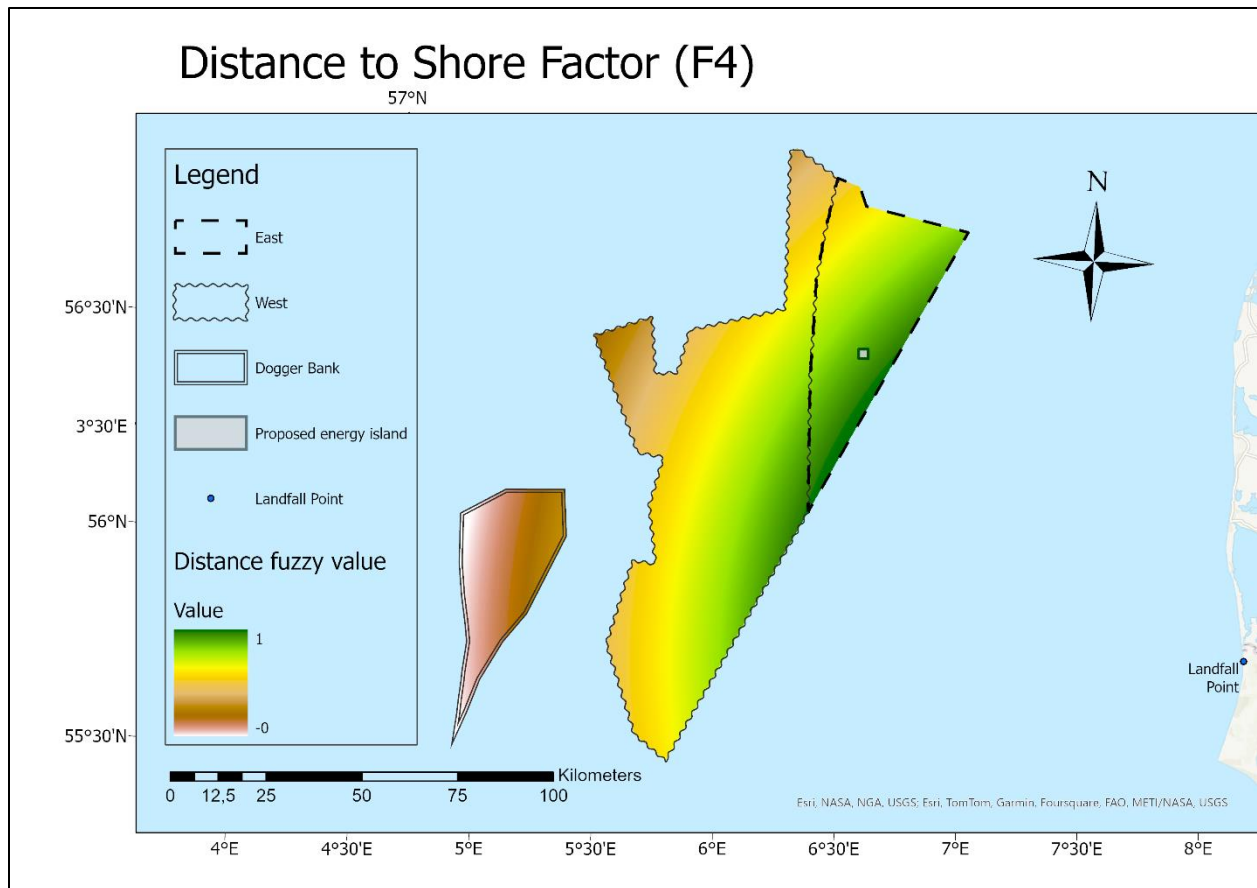 Distance to Shore Factor (F4)
57°N
Legend
East
West
Dogger Bank
Proposed energy island
Landfall Point
Distance fuzzy value
Value
1
-0
N
56°30'N
3°30'E
56°N
55°30'N
Landfall
Point
Kilometers
0 12,5 25 50 75 100
Esri, NASA, NGA, USGS; Esri, TomTom, Garmin, Foursquare, FAO, METI/NASA, USGS
4°E 4°30'E 5°E 5°30'E 6°E 6°30'E 7°E 7°30'E 8°E